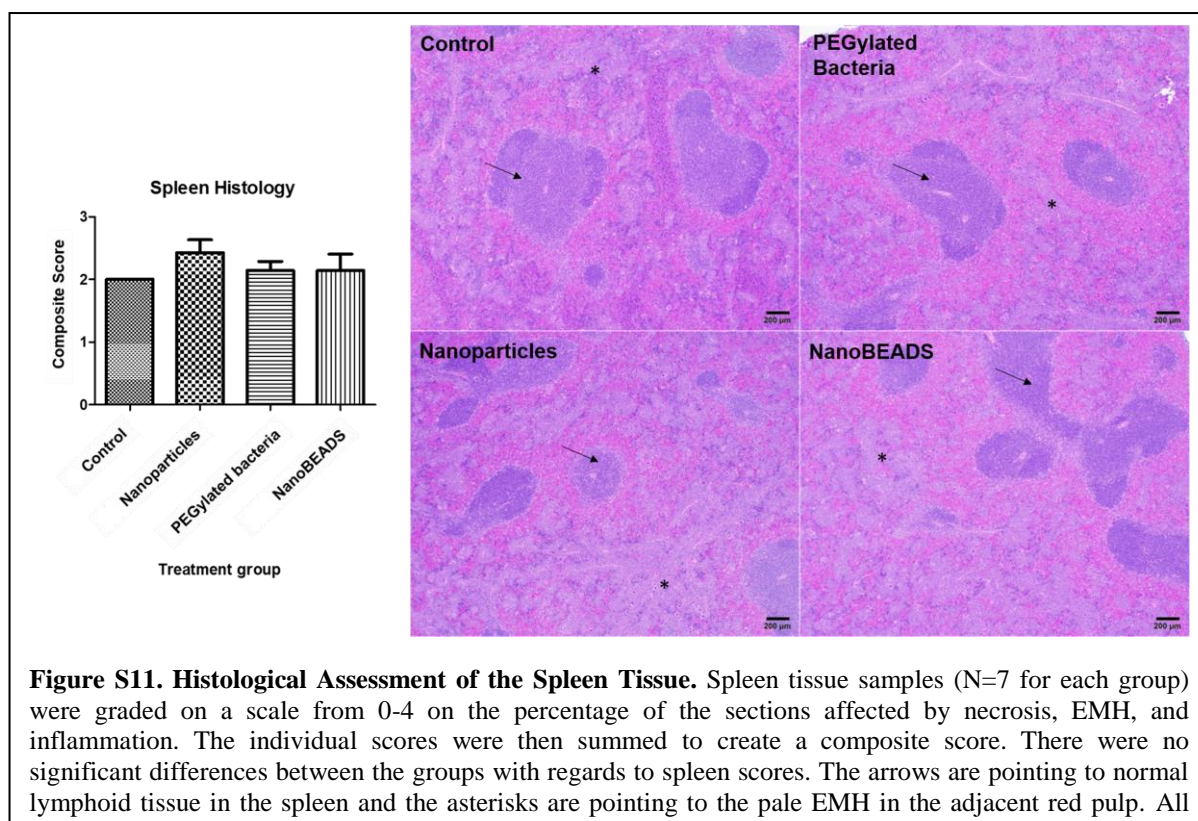 Spleen Histology
Composite Score
3
2
1
0
Control
Nanoparticles
PEGylated bacteria
NanoBEADS
Treatment group
Control
*
200 µm
PEGylated
Bacteria
*
200 µm
Nanoparticles
*
200 µm
NanoBEADS
*
200 µm
Figure S11. Histological Assessment of the Spleen Tissue. Spleen tissue samples (N=7 for each group)
were graded on a scale from 0-4 on the percentage of the sections affected by necrosis, EMH, and
inflammation. The individual scores were then summed to create a composite score. There were no
significant differences between the groups with regards to spleen scores. The arrows are pointing to normal
lymphoid tissue in the spleen and the asterisks are pointing to the pale EMH in the adjacent red pulp. All